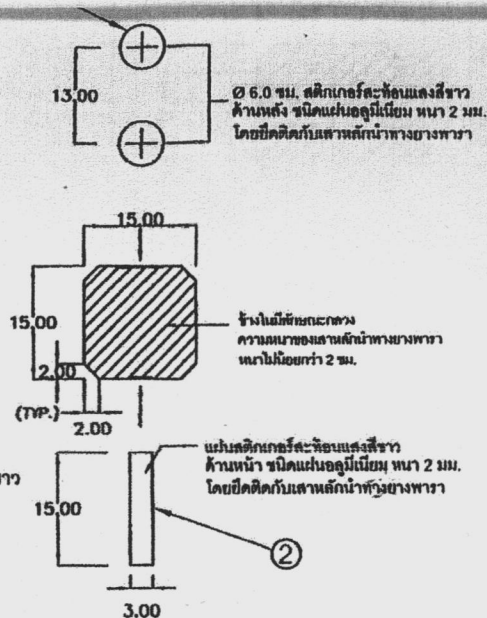 13.00
Ø 6.0 ซม. สติกเกอร์สะท้อนแสงสีขาว
ด้านหลัง ชนิดแผ่นอลูมิเนียม หนา 2 มม.
โดยยึดติดกับเสาหลักนำทางยางพารา
15.00
15.00
ข้างในมีลักษณะกลวง
ความหนาของเสาหลักนำทางยางพารา
หนาไม่น้อยกว่า 2 ซม.
2.00
(TYP.)
2.00
แผ่นสติกเกอร์สะท้อนแสงสีขาว
ด้านหน้า ชนิดแผ่นอลูมิเนียม หนา 2 มม.
โดยยึดติดกับเสาหลักนำทางยางพารา
15.00
2
3.00